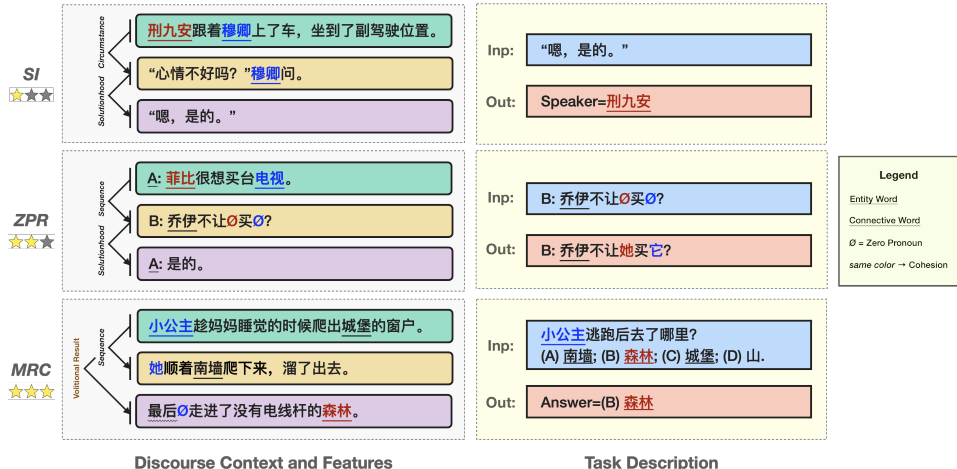 SI
Circumstance
Solutionhood
刑九安跟着穆卿上了车，坐到了副驾驶位置。
“心情不好吗？”穆卿问。
“嗯，是的。”
Inp:
“嗯，是的。”
Out:
Speaker=刑九安
ZPR
Sequence
Solutionhood
A: 菲比很想买台电视。
B: 乔伊不让Ø买Ø?
A: 是的。
Inp:
B: 乔伊不让Ø买Ø?
Out:
B: 乔伊不让她买它?
MRC
Volitional Result
Sequence
小公主趁妈妈睡觉的时候爬出城堡的窗户。
她顺着南墙爬下来，溜了出去。
最后Ø走进了没有电线杆的森林。
Inp:
小公主逃跑后去了哪里?
(A) 南墙; (B) 森林; (C) 城堡; (D) 山.
Out:
Answer=(B) 森林
Legend
Entity Word
Connective Word
Ø = Zero Pronoun
same color → Cohesion
Discourse Context and Features
Task Description